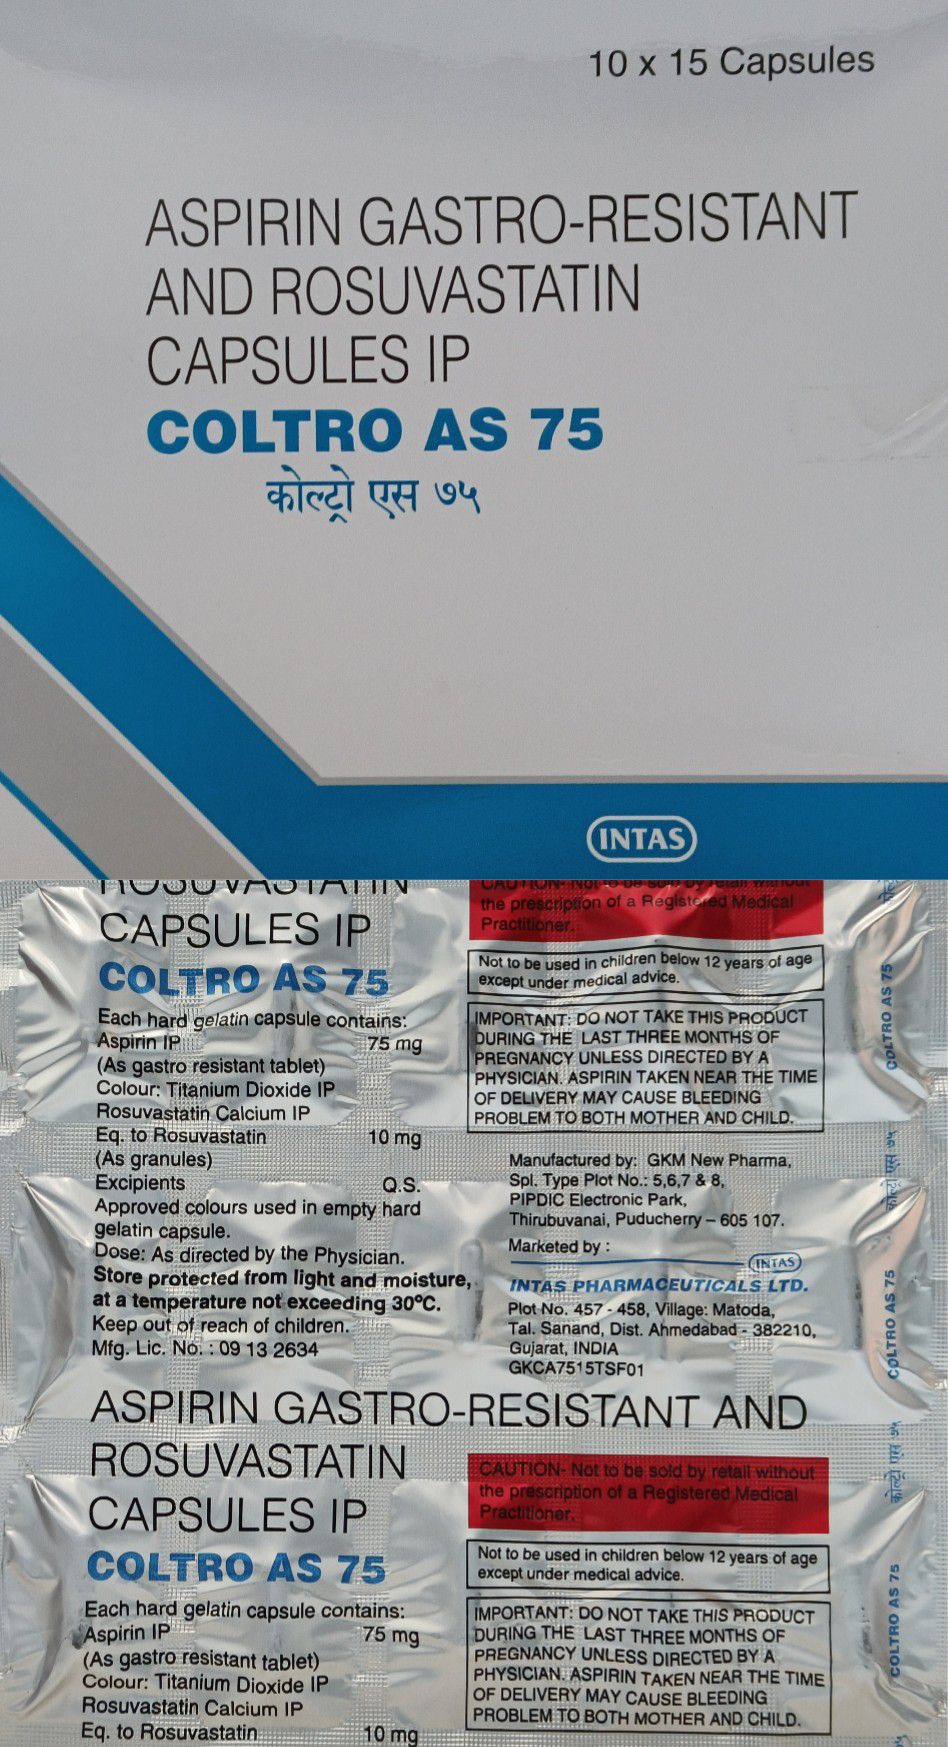 10 x 15 Capsules
ASPIRIN GASTRO-RESISTANT
AND ROSUVASTATIN
CAPSULES IP
COLTRO AS 75
कोल्ट्रो एस ७५
INTAS
ROSUVASTATIN
CAPSULES IP
COLTRO AS 75
Each hard gelatin capsule contains:
Aspirin IP 75 mg
(As gastro resistant tablet)
Colour: Titanium Dioxide IP
Rosuvastatin Calcium IP
Eq. to Rosuvastatin 10 mg
(As granules)
Excipients Q.S.
Approved colours used in empty hard
gelatin capsule.
Dose: As directed by the Physician.
Store protected from light and moisture,
at a temperature not exceeding 30°C.
Keep out of reach of children.
Mfg. Lic. No. : 09 13 2634
CAUTION- Not to be sold by retail without
the prescription of a Registered Medical
Practitioner.
Not to be used in children below 12 years of age
except under medical advice.
IMPORTANT: DO NOT TAKE THIS PRODUCT
DURING THE LAST THREE MONTHS OF
PREGNANCY UNLESS DIRECTED BY A
PHYSICIAN. ASPIRIN TAKEN NEAR THE TIME
OF DELIVERY MAY CAUSE BLEEDING
PROBLEM TO BOTH MOTHER AND CHILD.
Manufactured by: GKM New Pharma,
Spl. Type Plot No.: 5,6,7 & 8,
PIPDIC Electronic Park,
Thirubuvanai, Puducherry – 605 107.
Marketed by :
INTAS
INTAS PHARMACEUTICALS LTD.
Plot No. 457 - 458, Village: Matoda,
Tal. Sanand, Dist. Ahmedabad - 382210,
Gujarat, INDIA
GKCA7515TSF01
COLTRO AS 75
कोल्ट्रो एस ७५
COLTRO AS 75
कोल्ट्रो एस ७५
COLTRO AS 75
ASPIRIN GASTRO-RESISTANT AND
ROSUVASTATIN
CAPSULES IP
COLTRO AS 75
Each hard gelatin capsule contains:
Aspirin IP 75 mg
(As gastro resistant tablet)
Colour: Titanium Dioxide IP
Rosuvastatin Calcium IP
Eq. to Rosuvastatin 10 mg
CAUTION- Not to be sold by retail without
the prescription of a Registered Medical
Practitioner.
Not to be used in children below 12 years of age
except under medical advice.
IMPORTANT: DO NOT TAKE THIS PRODUCT
DURING THE LAST THREE MONTHS OF
PREGNANCY UNLESS DIRECTED BY A
PHYSICIAN. ASPIRIN TAKEN NEAR THE TIME
OF DELIVERY MAY CAUSE BLEEDING
PROBLEM TO BOTH MOTHER AND CHILD.